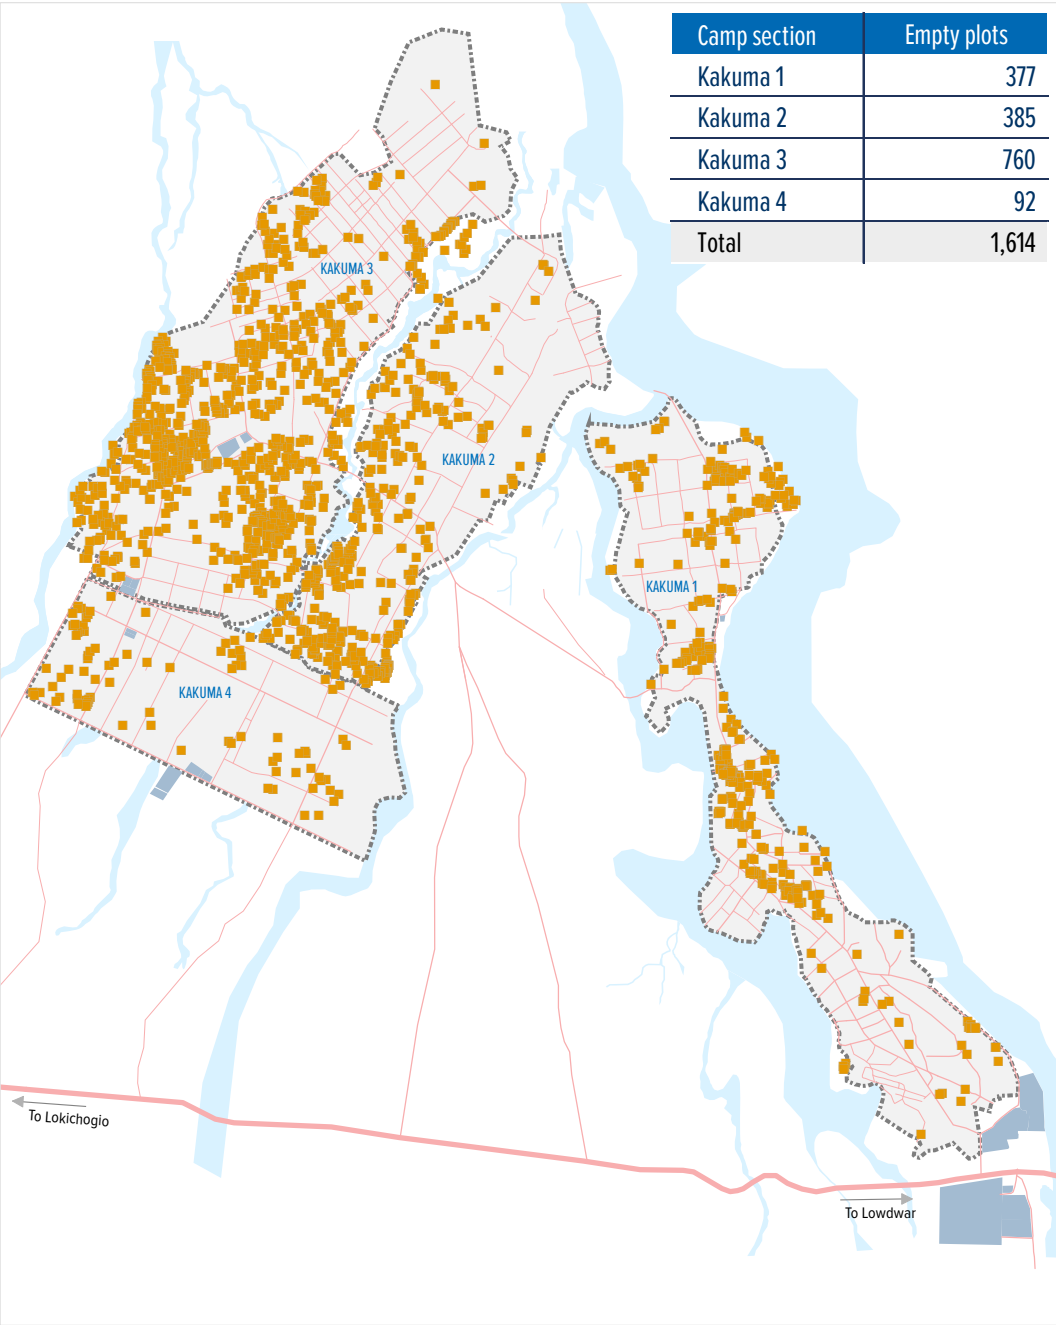 Camp section Empty plots
Kakuma 1 377
Kakuma 2 385
Kakuma 3 760
Kakuma 4 92
Total 1,614
KAKUMA 3
KAKUMA 2
KAKUMA 1
KAKUMA 4
To Lokichogio
To Lowdwar